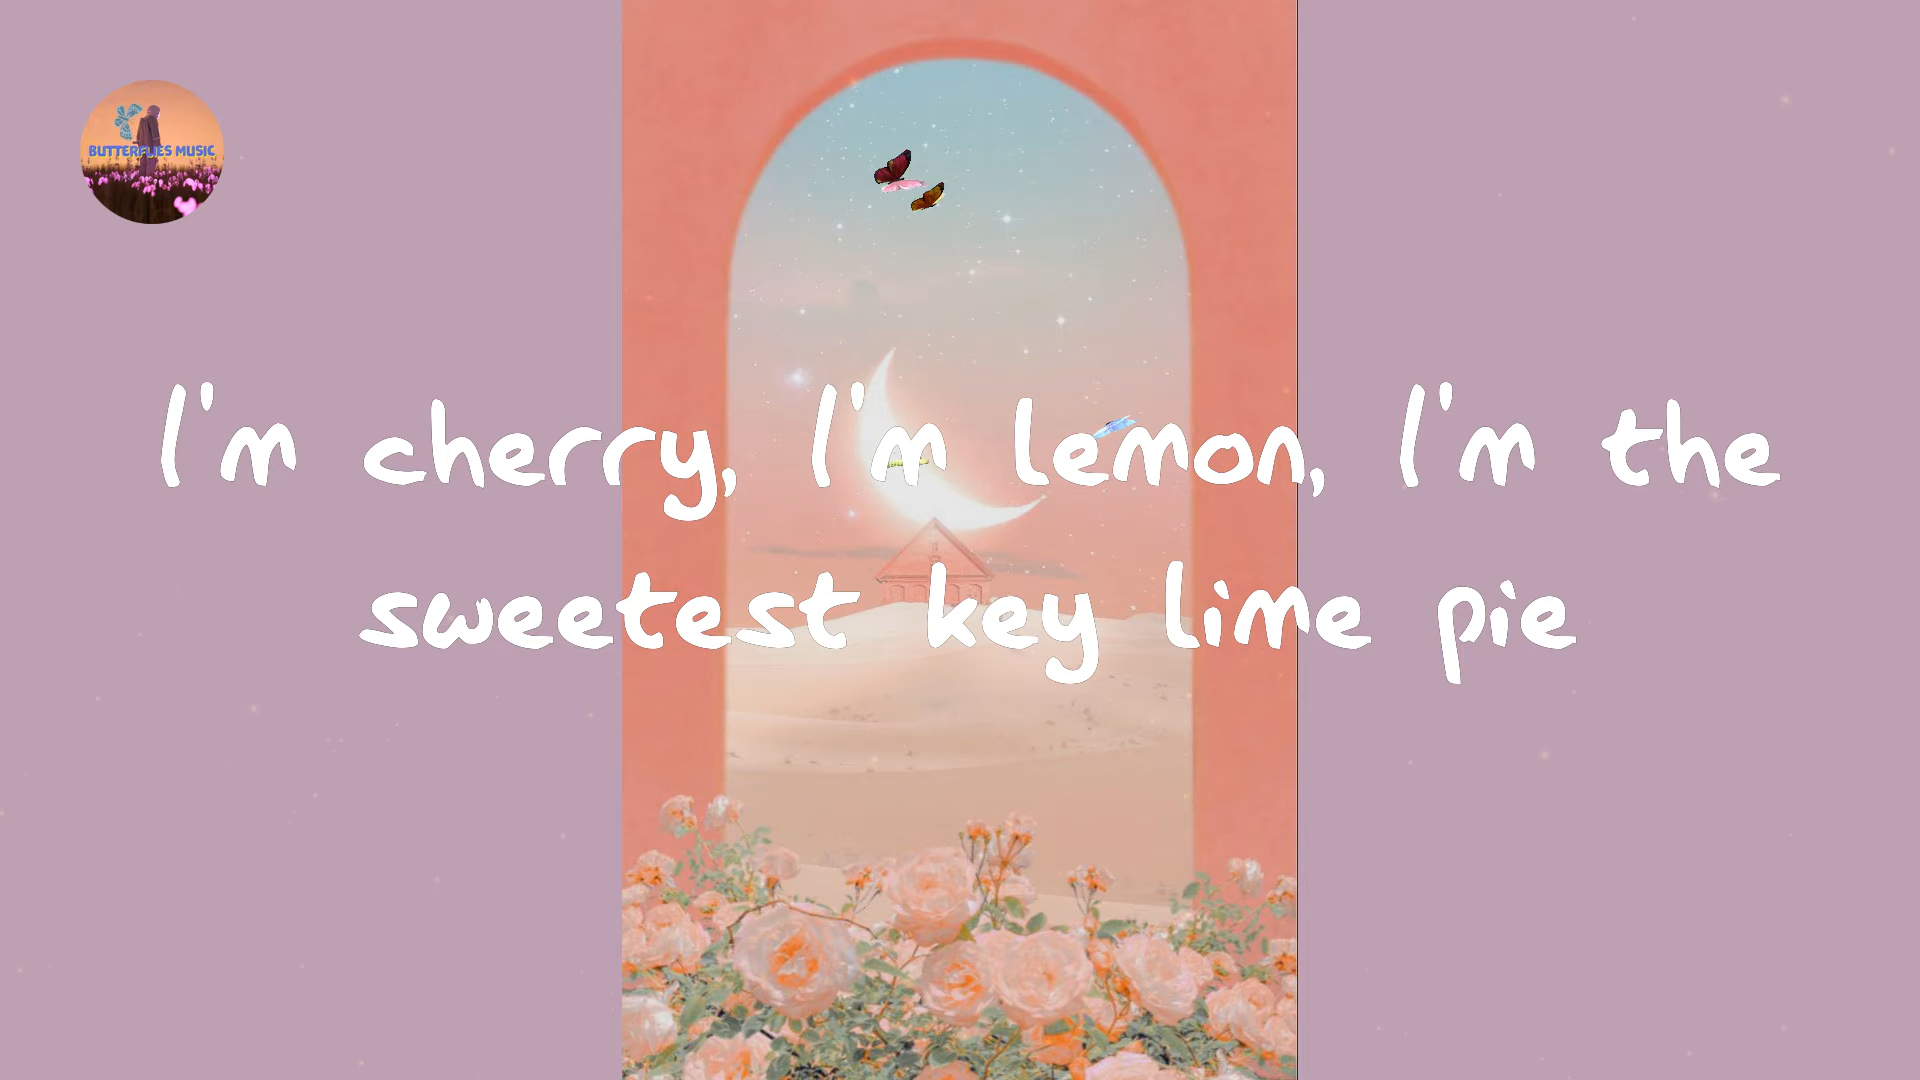 BUTTERFLIES MUSIC
I'm cherry, I'm lemon, I'm the
sweetest key lime pie